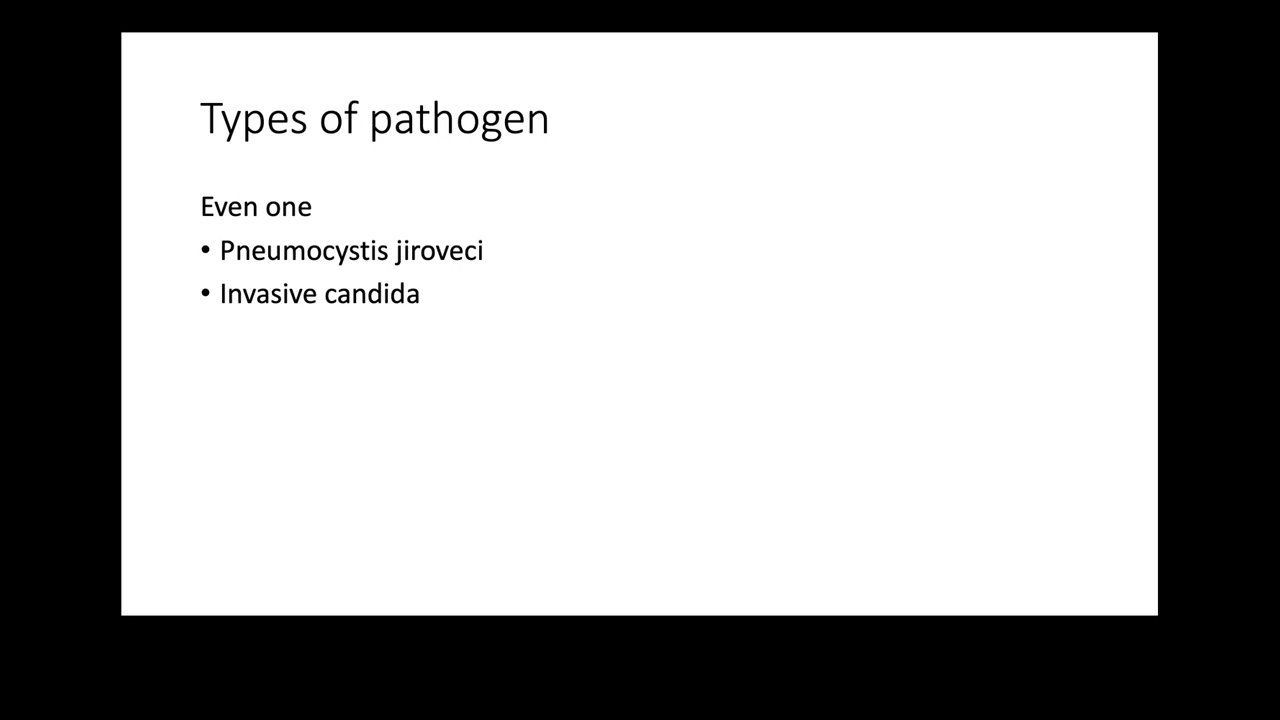 Types of pathogen
Even one
• Pneumocystis jiroveci
• Invasive candida